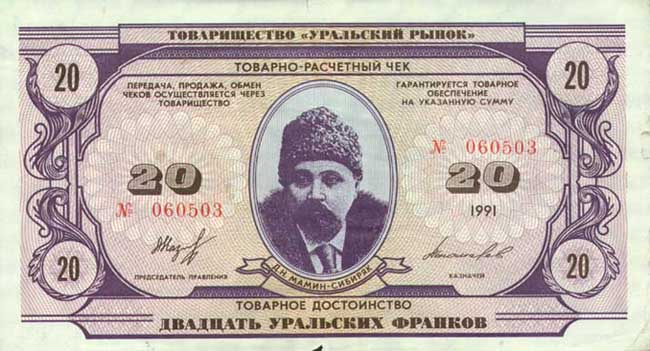 ТОВАРИЩЕСТВО «УРАЛЬСКИЙ РЫНОК»
20
20
ТОВАРНО-РАСЧЕТНЫЙ ЧЕК
ПЕРЕДАЧА, ПРОДАЖА, ОБМЕН
ЧЕКОВ ОСУЩЕСТВЛЯЕТСЯ ЧЕРЕЗ
ТОВАРИЩЕСТВО
ГАРАНТИРУЕТСЯ ТОВАРНОЕ
ОБЕСПЕЧЕНИЕ
НА УКАЗАННУЮ СУММУ
№ 060503
20
20
№ 060503
1991
Д.Н. МАМИН-СИБИРЯК
20
20
ПРЕДСЕДАТЕЛЬ ПРАВЛЕНИЯ
КАЗНАЧЕЙ
ТОВАРНОЕ ДОСТОИНСТВО
ДВАДЦАТЬ УРАЛЬСКИХ ФРАНКОВ